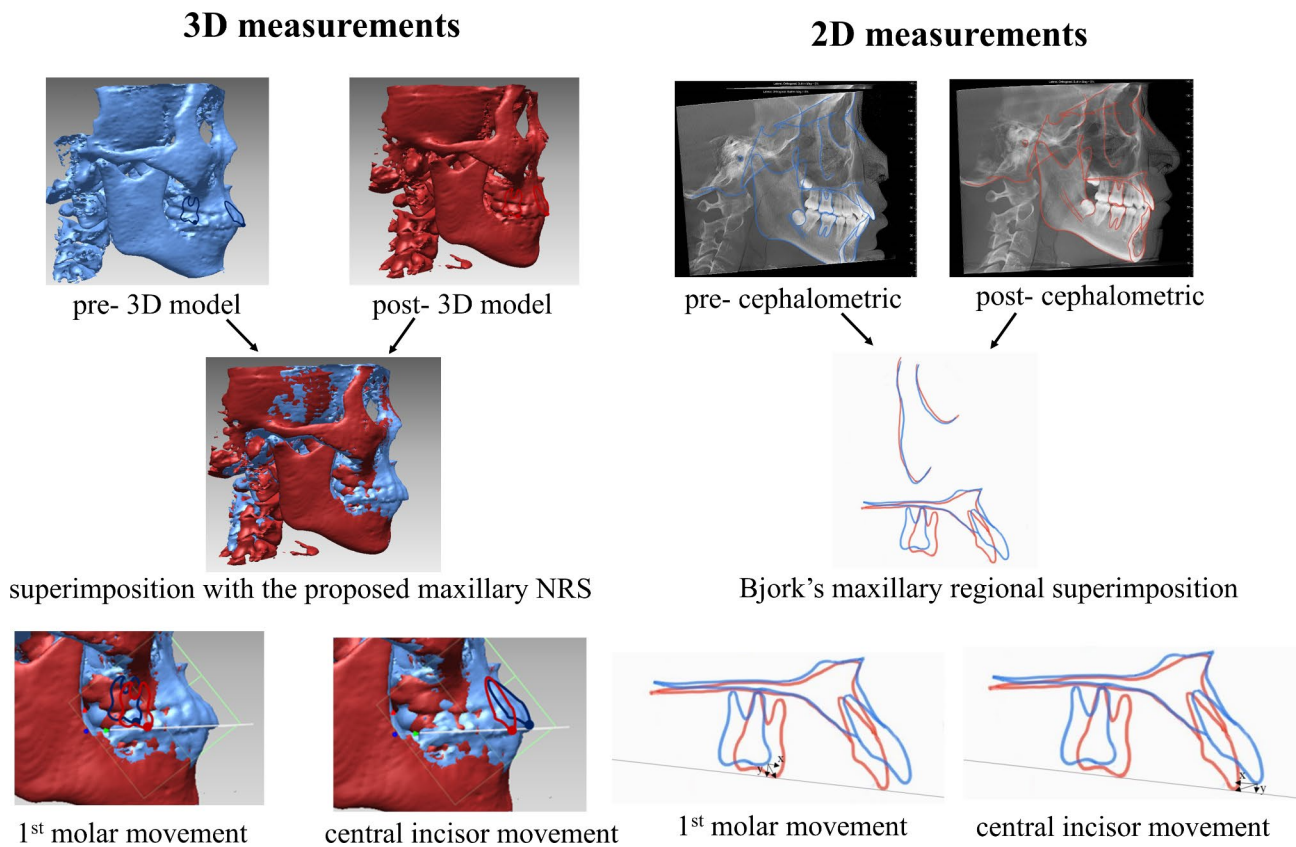 3D measurements
2D measurements
pre- 3D model
post- 3D model
pre- cephalometric
post- cephalometric
superimposition with the proposed maxillary NRS
Bjork’s maxillary regional superimposition
x
y
x
y
1st molar movement
central incisor movement
1st molar movement
central incisor movement